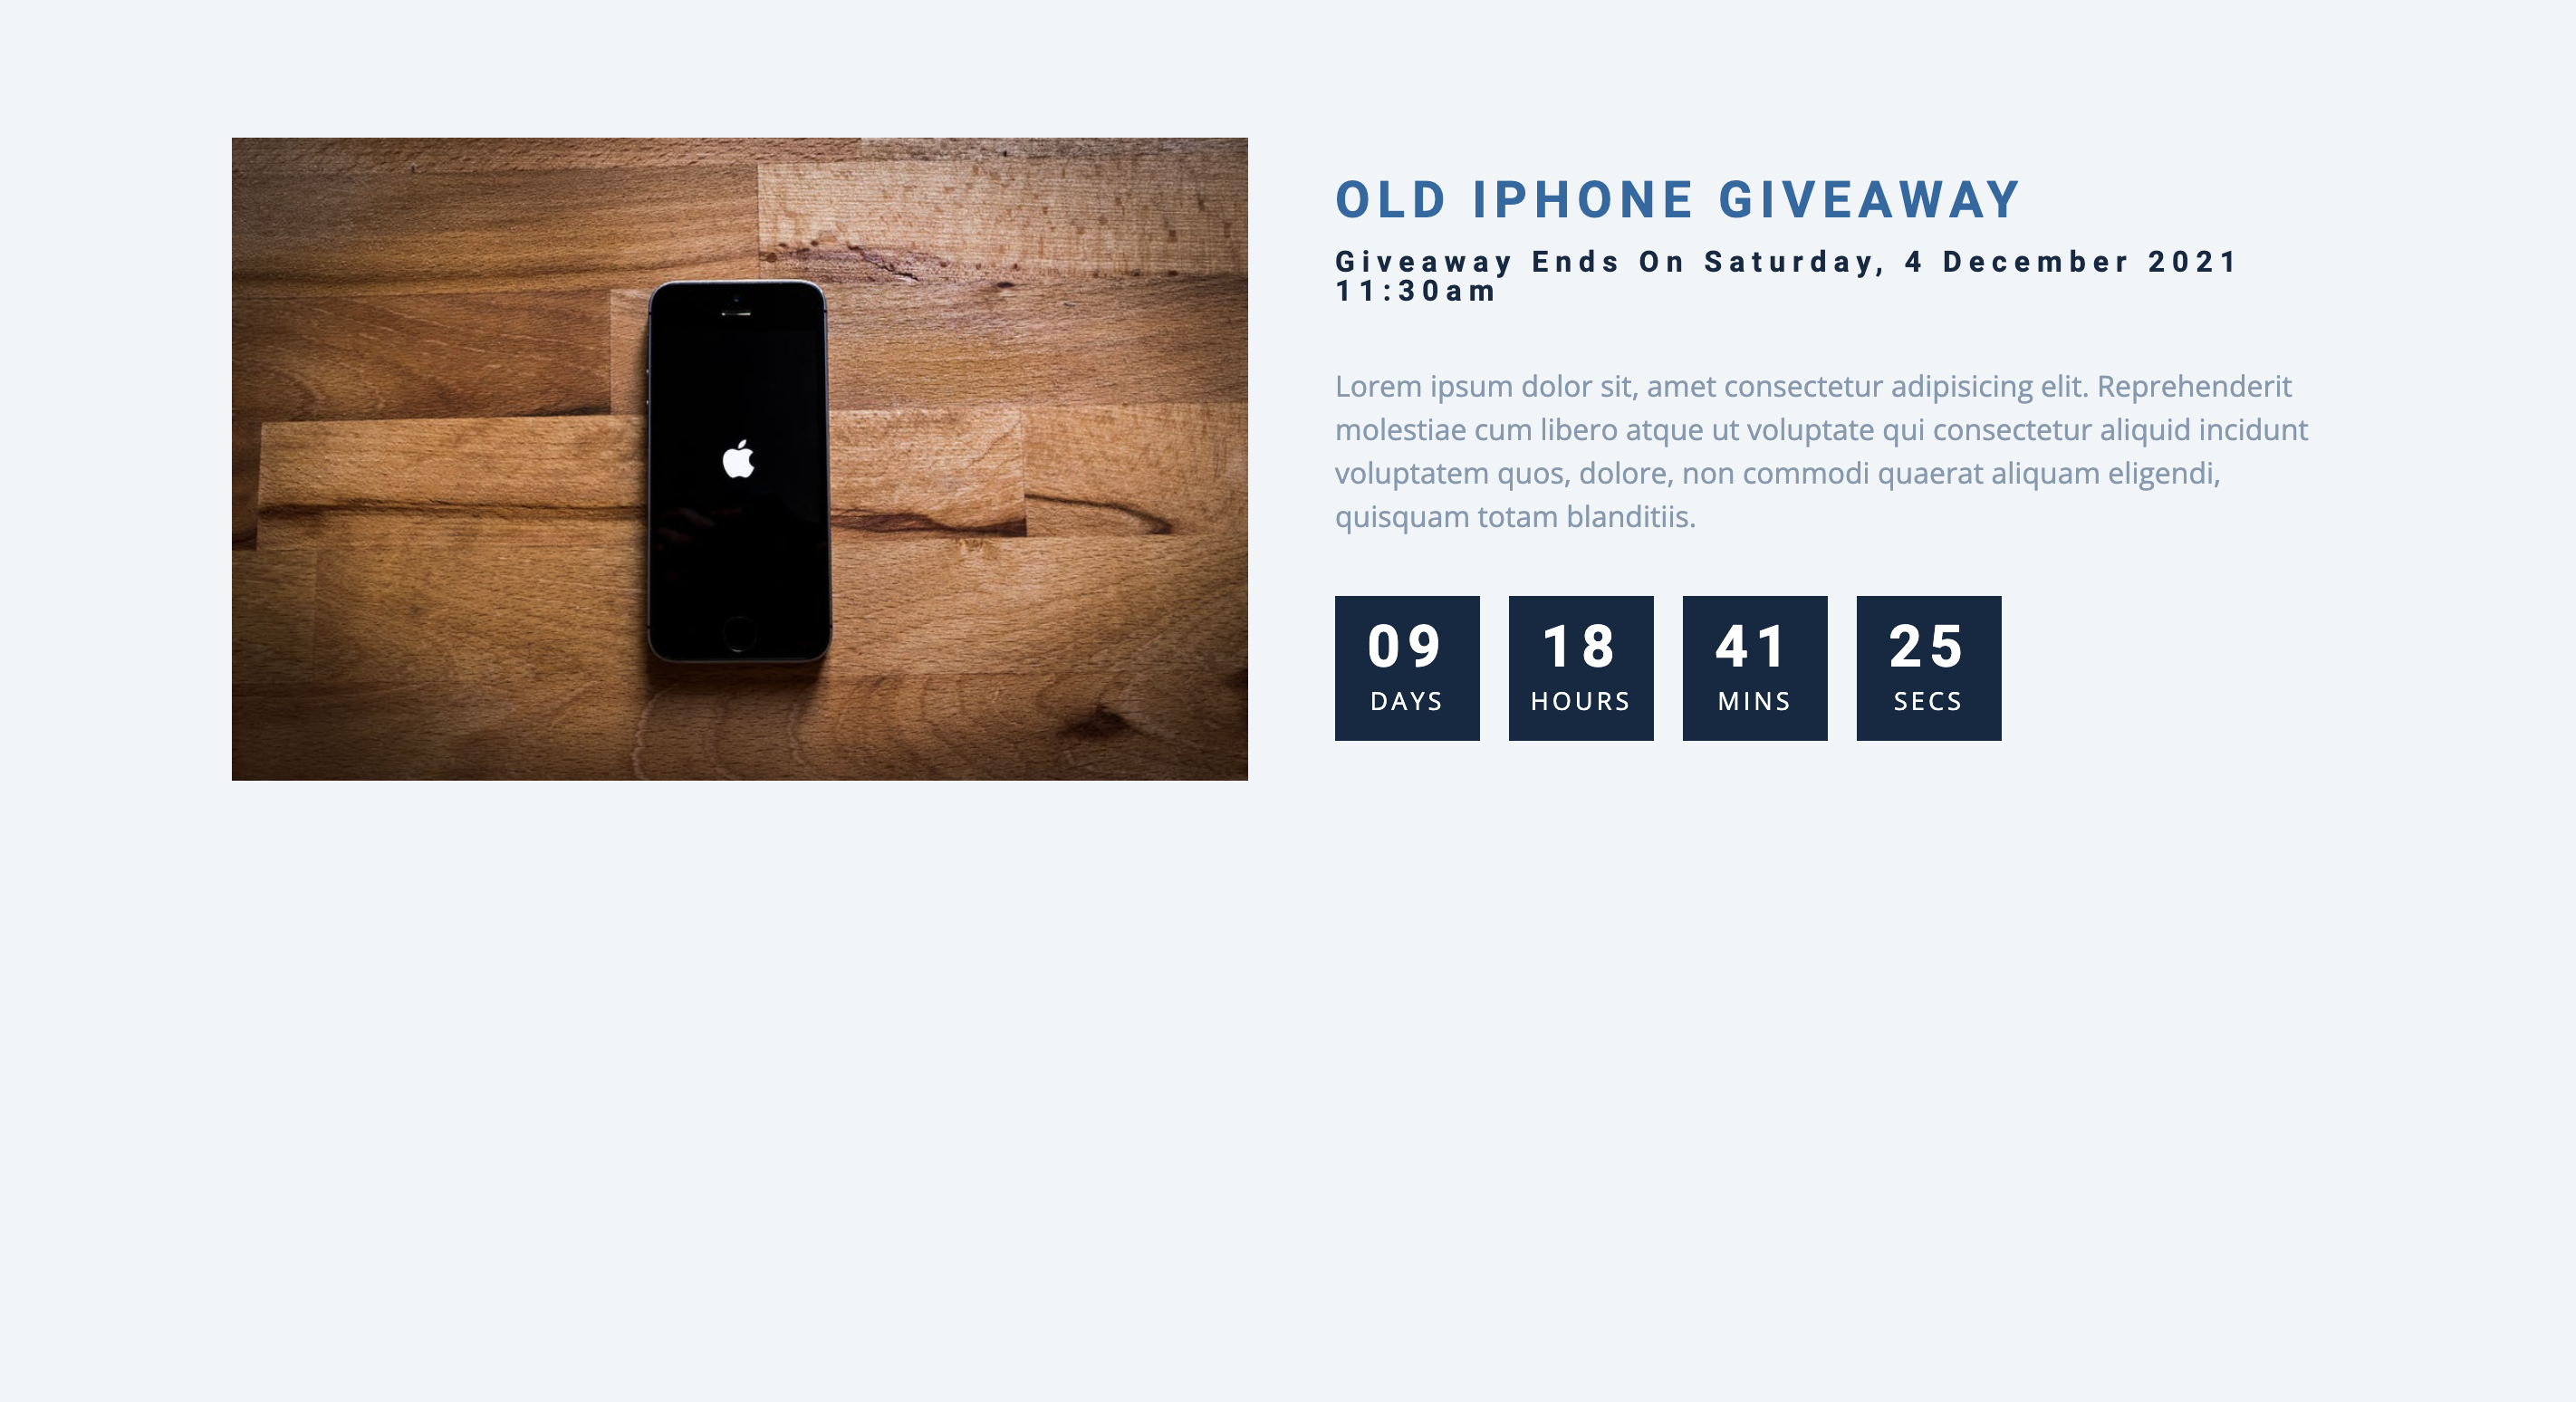 OLD IPHONE GIVEAWAY
Giveaway Ends On Saturday, 4 December 2021
11:30am
Lorem ipsum dolor sit, amet consectetur adipisicing elit. Reprehenderit
molestiae cum libero atque ut voluptate qui consectetur aliquid incidunt
voluptatem quos, dolore, non commodi quaerat aliquam eligendi,
quisquam totam blanditiis.
09 18 41 25
DAYS HOURS MINS SECS